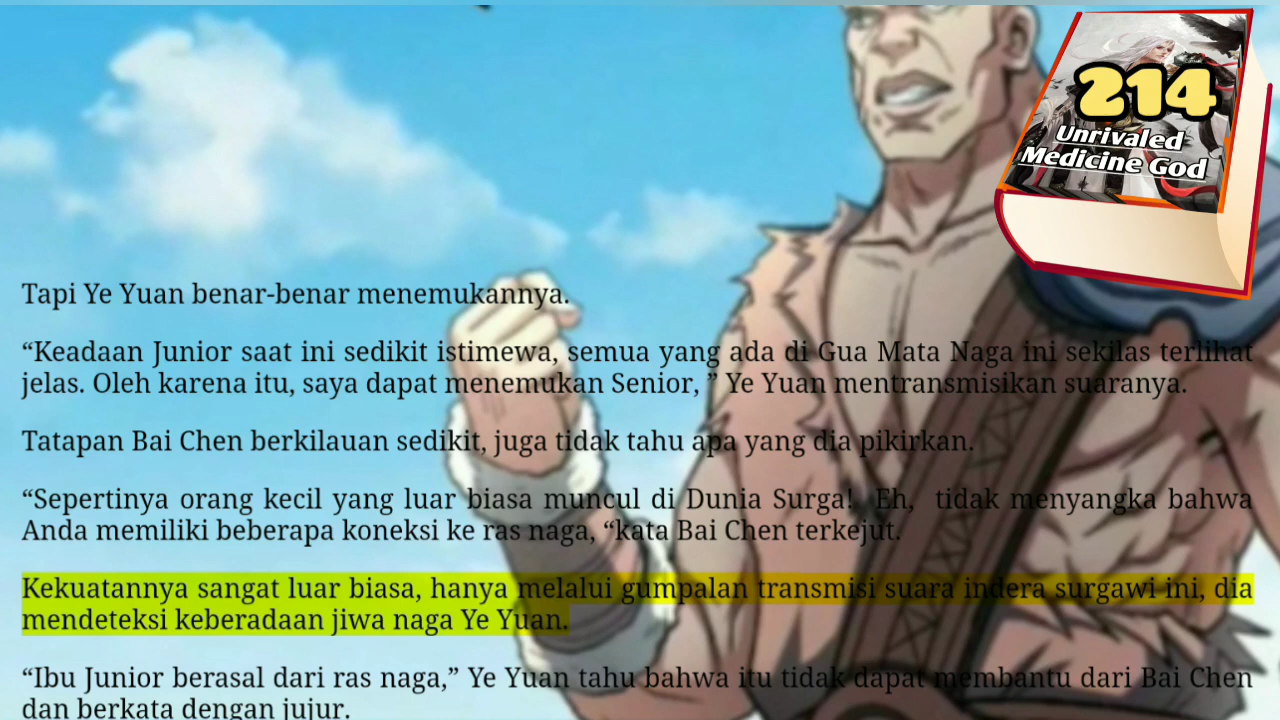 214
Unrivaled
Medicine God
Tapi Ye Yuan benar-benar menemukannya.
“Keadaan Junior saat ini sedikit istimewa, semua yang ada di Gua Mata Naga ini sekilas terlihat
jelas. Oleh karena itu, saya dapat menemukan Senior, ” Ye Yuan mentransmisikan suaranya.
Tatapan Bai Chen berkilauan sedikit, juga tidak tahu apa yang dia pikirkan.
“Sepertinya orang kecil yang luar biasa muncul di Dunia Surga!  Eh,  tidak menyangka bahwa
Anda memiliki beberapa koneksi ke ras naga, “kata Bai Chen terkejut.
Kekuatannya sangat luar biasa, hanya melalui gumpalan transmisi suara indera surgawi ini, dia
mendeteksi keberadaan jiwa naga Ye Yuan.
“Ibu Junior berasal dari ras naga,” Ye Yuan tahu bahwa itu tidak dapat membantu dari Bai Chen
dan berkata dengan jujur.